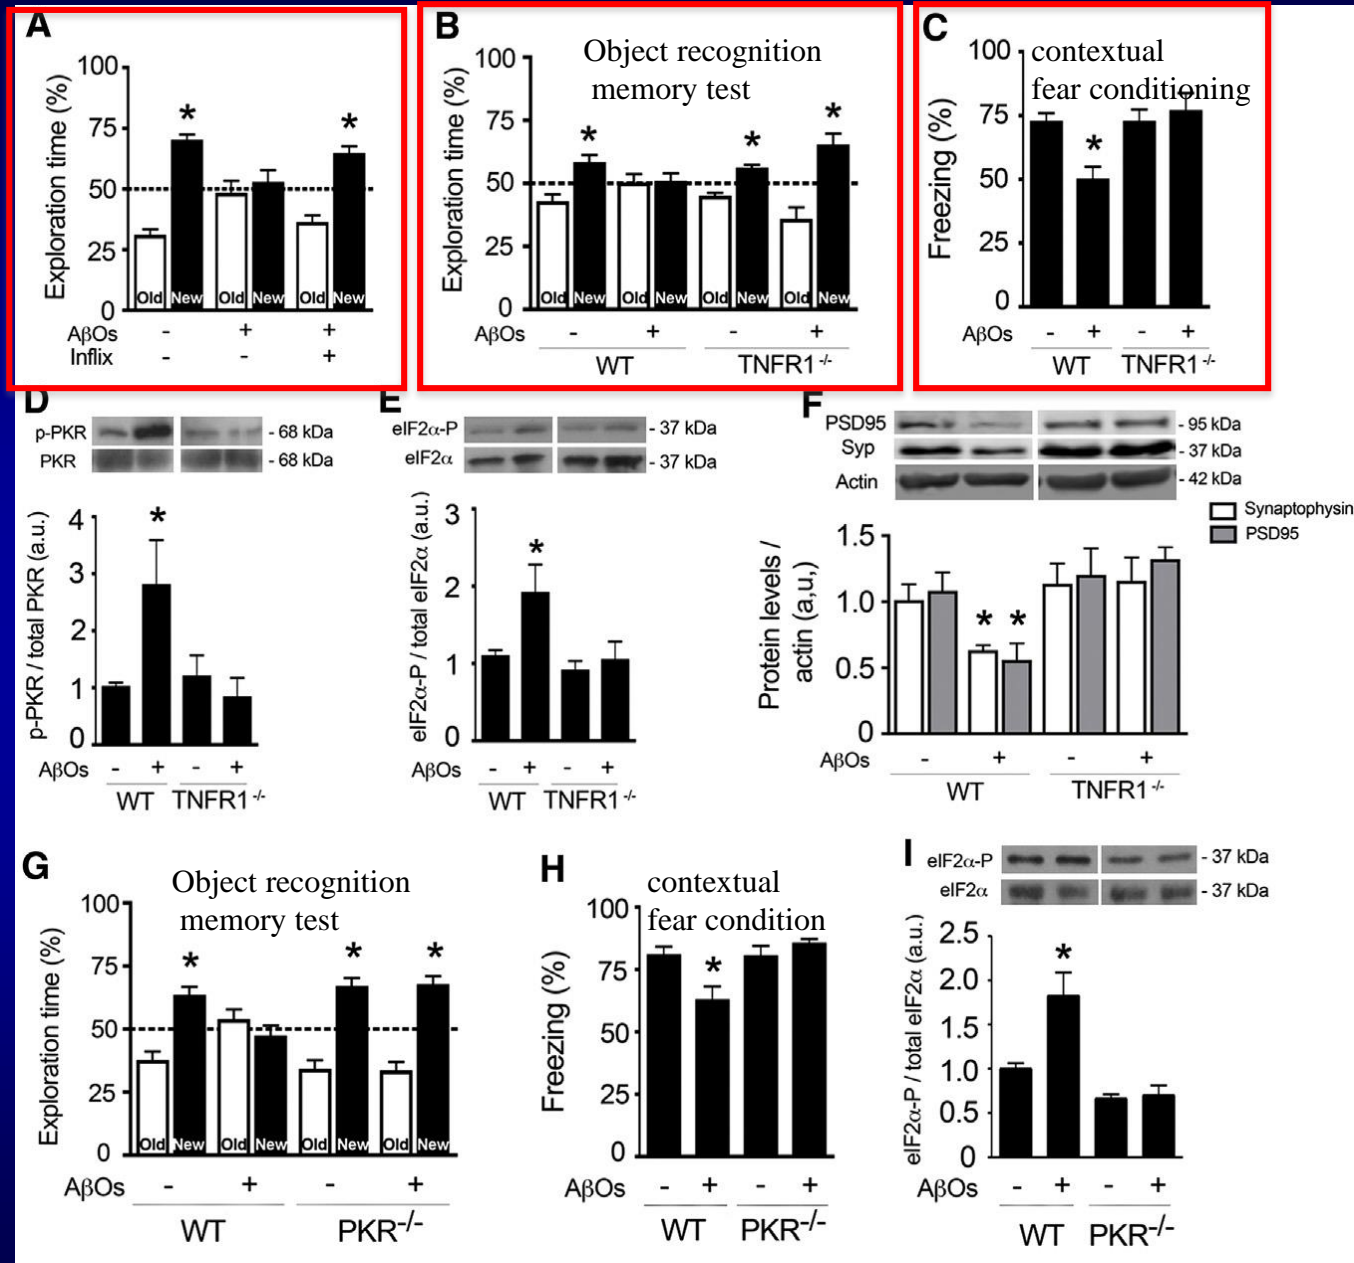 A
Exploration time (%)
100
75
50
25
0
*
*
Old New Old New Old New
AβOs - + +
Inflix - - +
B
Object recognition
memory test
Exploration time (%)
100
75
50
25
0
* * *
Old New Old New Old New Old New
AβOs - + - +
WT TNFR1-/-
C
contextual
fear conditioning
Freezing (%)
100
75
50
25
0
*
AβOs - + - +
WT TNFR1-/-
D
p-PKR - 68 kDa
PKR - 68 kDa
p-PKR / total PKR (a.u.)
4
3
2
1
0
*
AβOs - + - +
WT TNFR1-/-
E
eIF2α-P - 37 kDa
eIF2α - 37 kDa
eIF2α-P / total eIF2α (a.u.)
3
2
1
0
*
AβOs - + - +
WT TNFR1-/-
F
PSD95 - 95 kDa
Syp - 37 kDa
Actin - 42 kDa
Synaptophysin
PSD95
Protein levels /
actin (a,u,)
1.5
1.0
0.5
0
* *
AβOs - + - +
WT TNFR1-/-
G
Object recognition
memory test
Exploration time (%)
100
75
50
25
0
* * *
Old New Old New Old New Old New
AβOs - + - +
WT PKR-/-
H
contextual
fear condition
Freezing (%)
100
75
50
25
0
*
AβOs - + - +
WT PKR-/-
I
eIF2α-P - 37 kDa
eIF2α - 37 kDa
eIF2α-P / total eIF2α (a.u.)
2.5
2.0
1.5
1.0
0.5
0
*
AβOs - + - +
WT PKR-/-